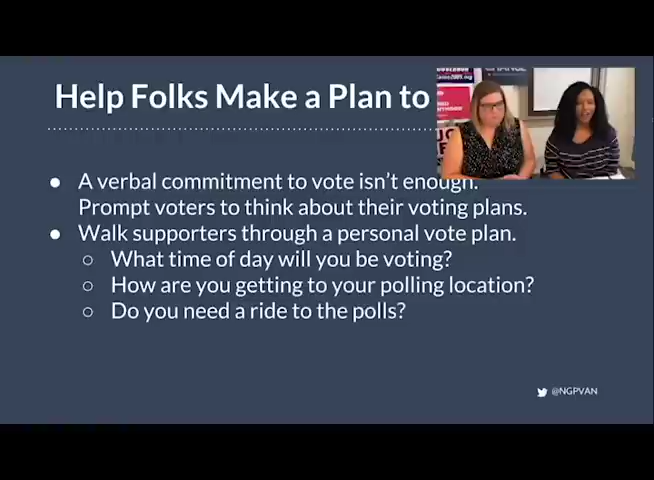 Help Folks Make a Plan to
● A verbal commitment to vote isn't enough.
Prompt voters to think about their voting plans.
● Walk supporters through a personal vote plan.
○ What time of day will you be voting?
○ How are you getting to your polling location?
○ Do you need a ride to the polls?
@NGPVAN